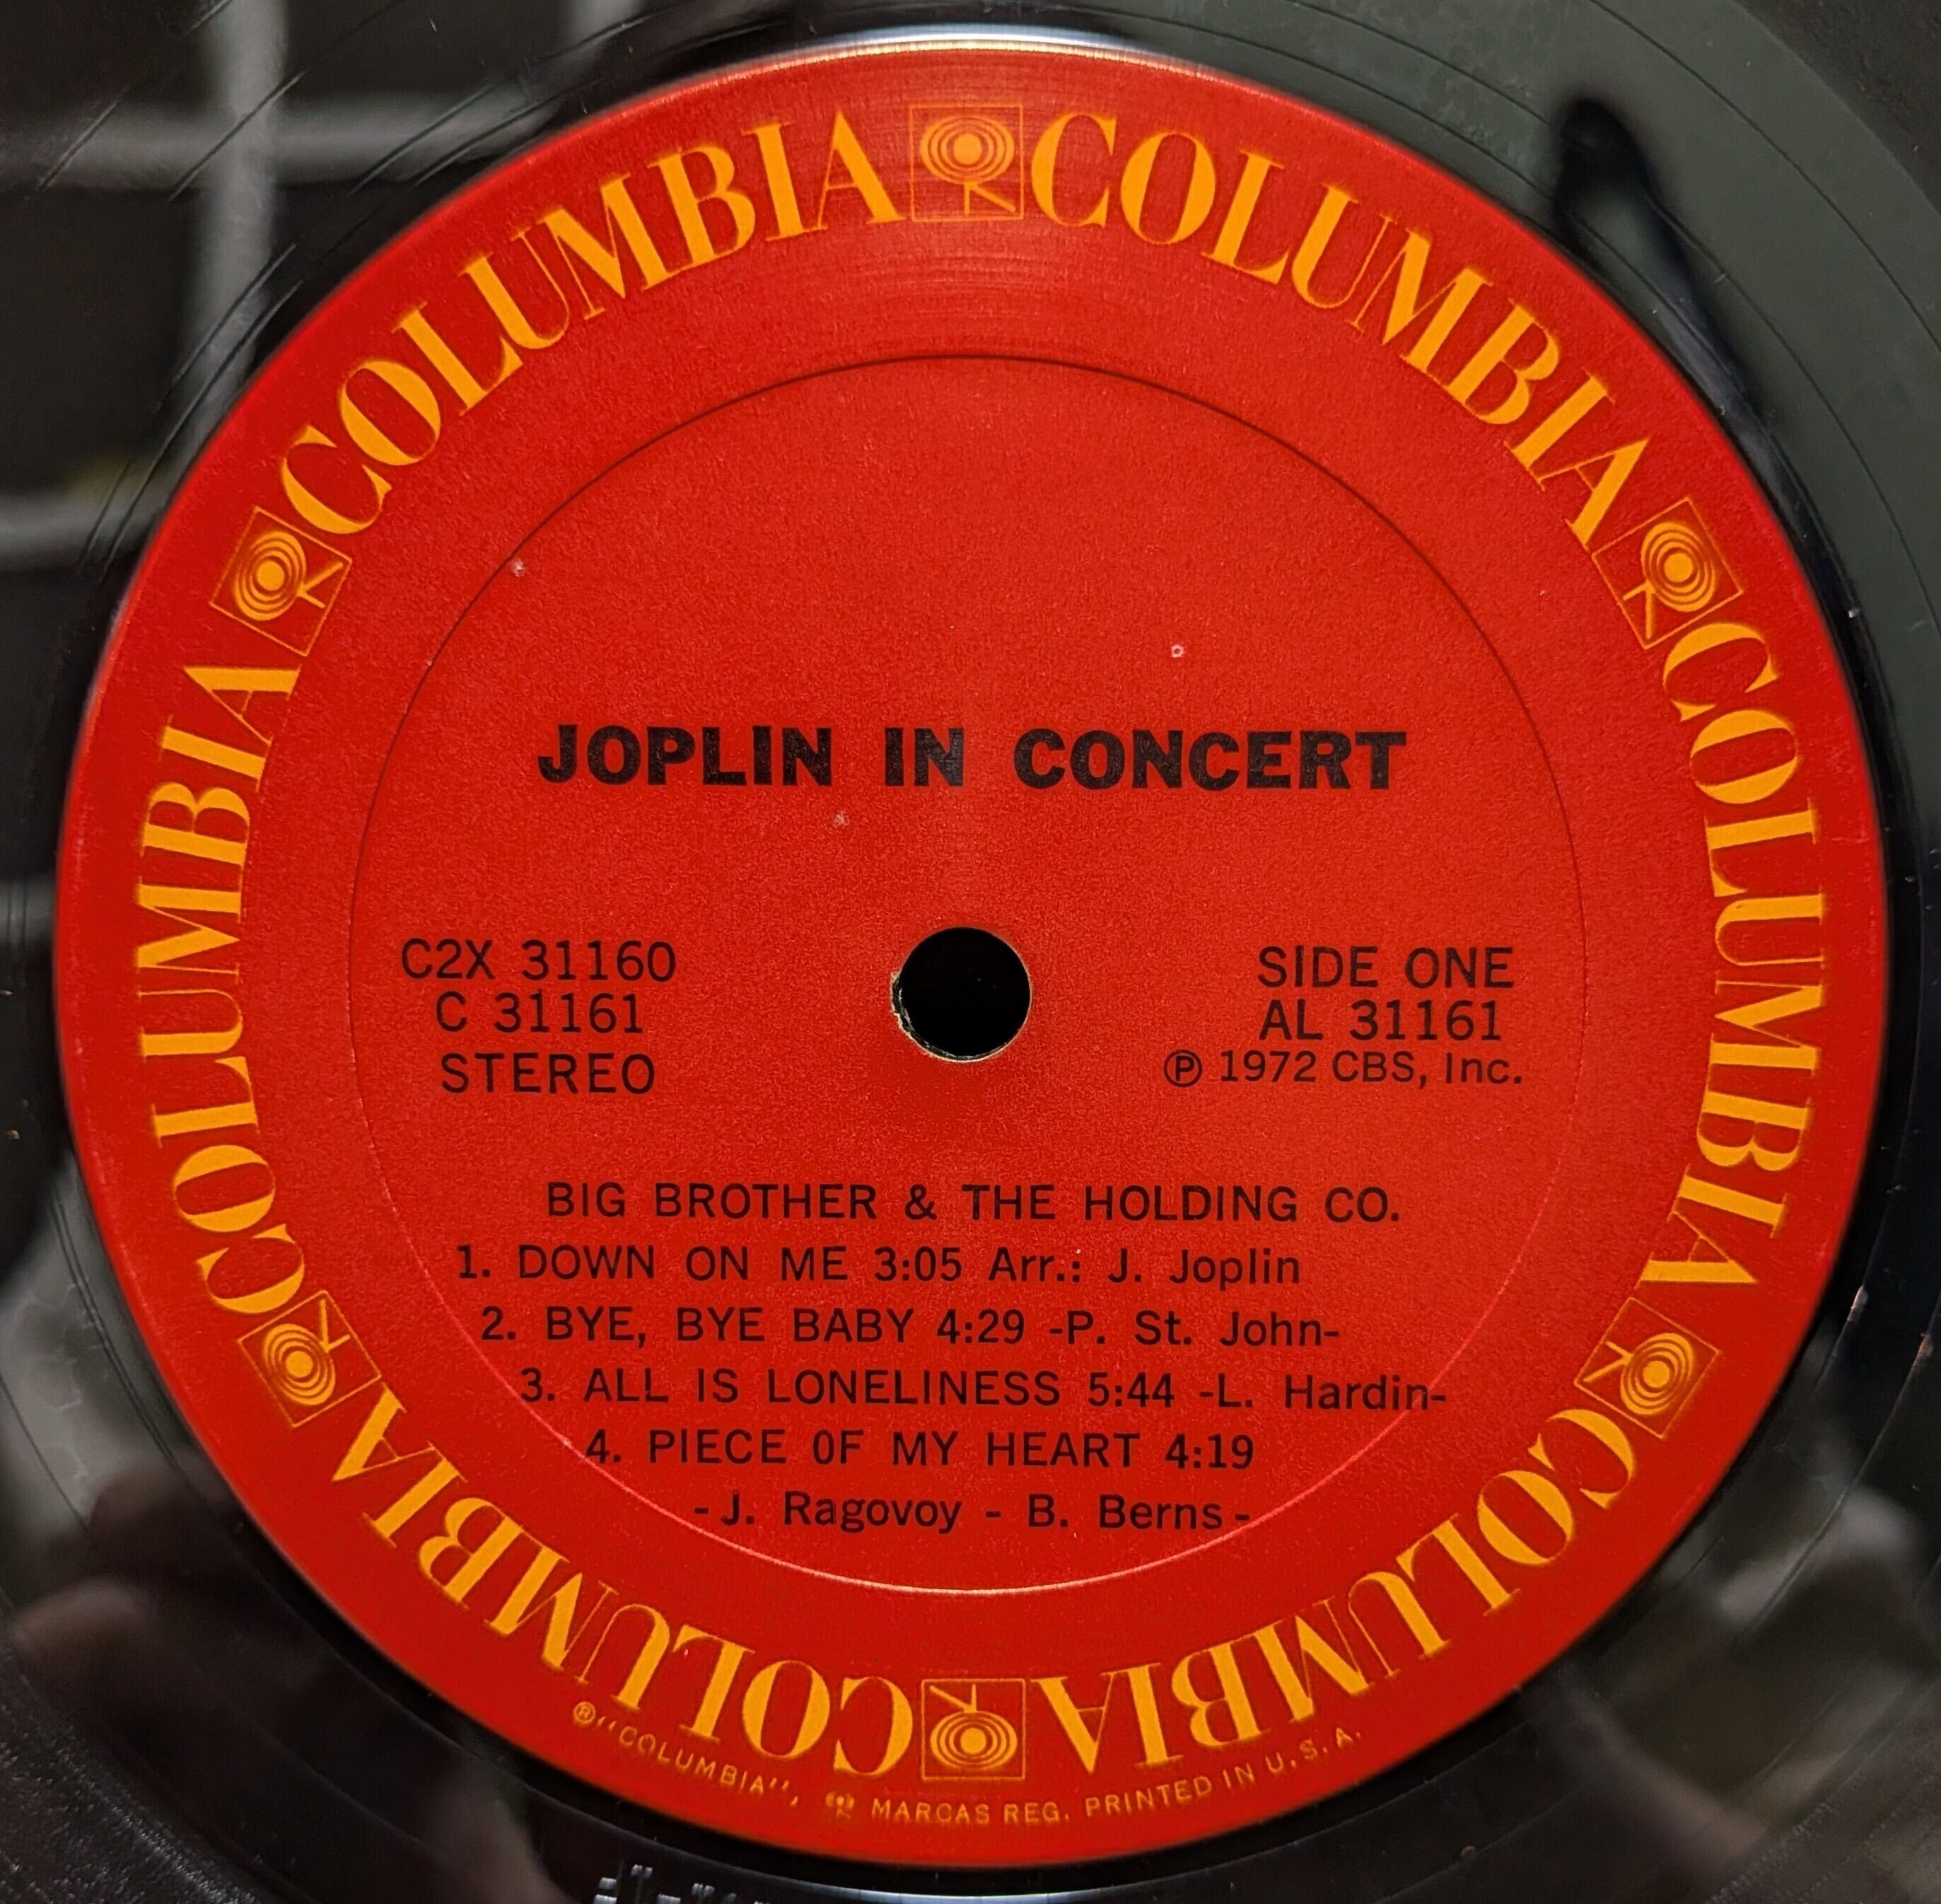 COLUMBIA COLUMBIA COLUMBIA COLUMBIA COLUMBIA COLUMBIA
JOPLIN IN CONCERT
C2X 31160
C 31161
STEREO
SIDE ONE
AL 31161
℗ 1972 CBS, Inc.
BIG BROTHER & THE HOLDING CO.
1. DOWN ON ME 3:05 Arr.: J. Joplin
2. BYE, BYE BABY 4:29 -P. St. John-
3. ALL IS LONELINESS 5:44 -L. Hardin-
4. PIECE OF MY HEART 4:19
-J. Ragovoy - B. Berns-
® "COLUMBIA", MARCAS REG. PRINTED IN U.S.A.